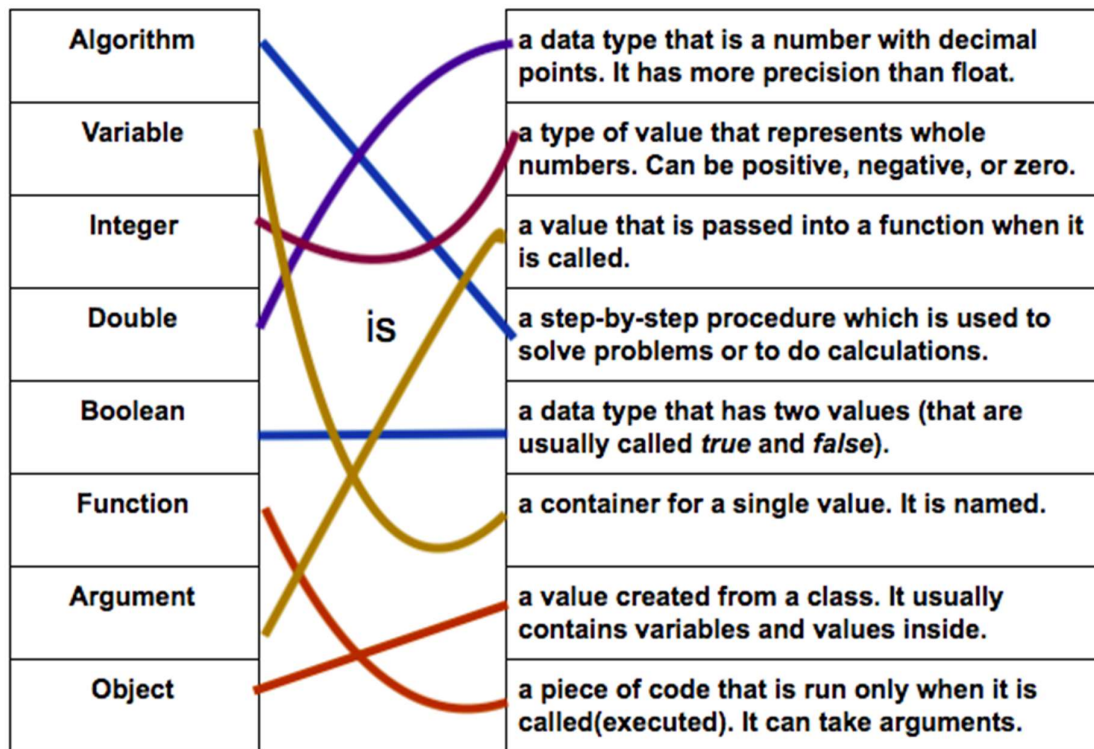 Algorithm
a data type that is a number with decimal
points. It has more precision than float.
Variable
a type of value that represents whole
numbers. Can be positive, negative, or zero.
Integer
a value that is passed into a function when it
is called.
Double
is
a step-by-step procedure which is used to
solve problems or to do calculations.
Boolean
a data type that has two values (that are
usually called true and false).
Function
a container for a single value. It is named.
Argument
a value created from a class. It usually
contains variables and values inside.
Object
a piece of code that is run only when it is
called(executed). It can take arguments.